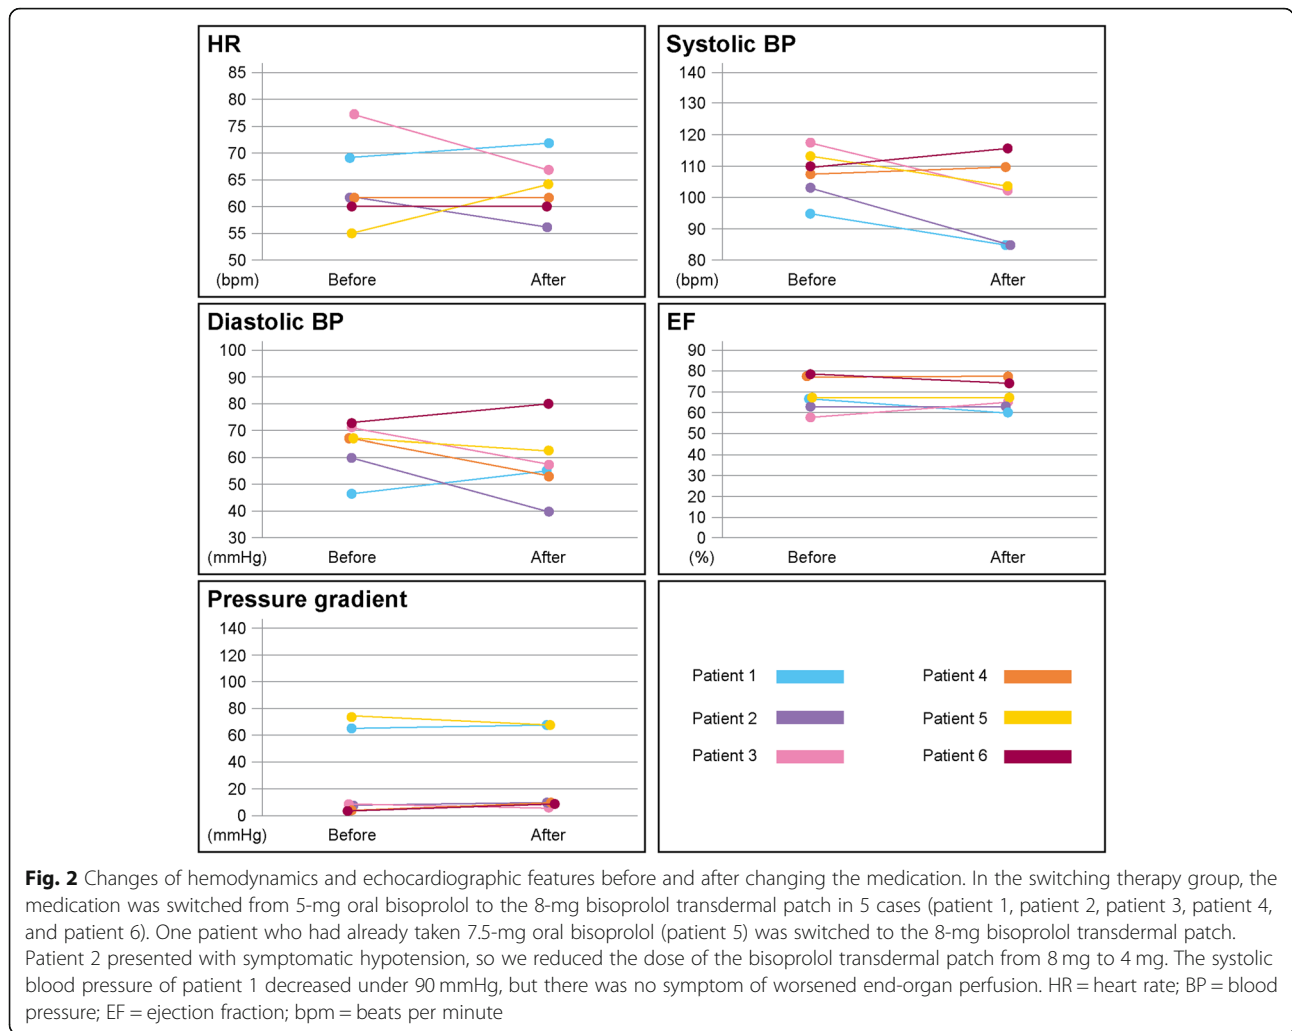 HR
85
80
75
70
65
60
55
50
(bpm) Before After
Systolic BP
140
130
120
110
100
90
80
(bpm) Before After
Diastolic BP
100
90
80
70
60
50
40
30
(mmHg) Before After
EF
90
80
70
60
50
40
30
20
10
0
(%) Before After
Pressure gradient
140
120
100
80
60
40
20
0
(mmHg) Before After
Patient 1 Patient 4
Patient 2 Patient 5
Patient 3 Patient 6
Fig. 2 Changes of hemodynamics and echocardiographic features before and after changing the medication. In the switching therapy group, the
medication was switched from 5-mg oral bisoprolol to the 8-mg bisoprolol transdermal patch in 5 cases (patient 1, patient 2, patient 3, patient 4,
and patient 6). One patient who had already taken 7.5-mg oral bisoprolol (patient 5) was switched to the 8-mg bisoprolol transdermal patch.
Patient 2 presented with symptomatic hypotension, so we reduced the dose of the bisoprolol transdermal patch from 8 mg to 4 mg. The systolic
blood pressure of patient 1 decreased under 90 mmHg, but there was no symptom of worsened end-organ perfusion. HR = heart rate; BP = blood
pressure; EF = ejection fraction; bpm = beats per minute